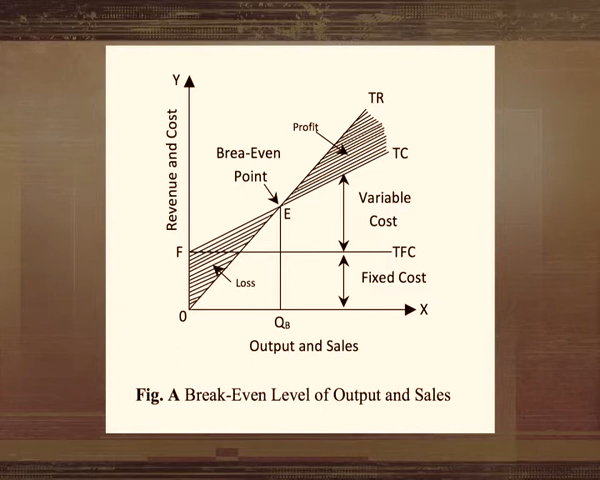 Y
TR
Profit
Revenue and Cost
Brea-Even
Point
TC
Variable
Cost
E
F
TFC
Loss
Fixed Cost
0
X
QB
Output and Sales
Fig. A Break-Even Level of Output and Sales